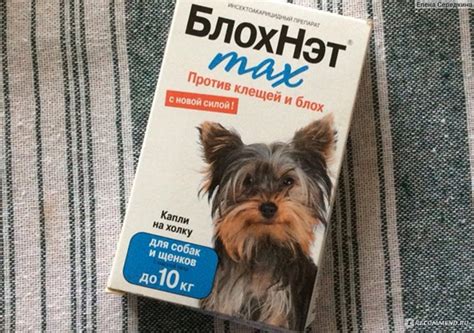 Елена Середкина
ИНСЕКТОАКАРИЦИДНЫЙ ПРЕПАРАТ
БлохНэт
max
Против клещей и блох
с новой силой!
Капли
на холку
для собак
и щенков
до 10 кг
IRECOMMEND.RU